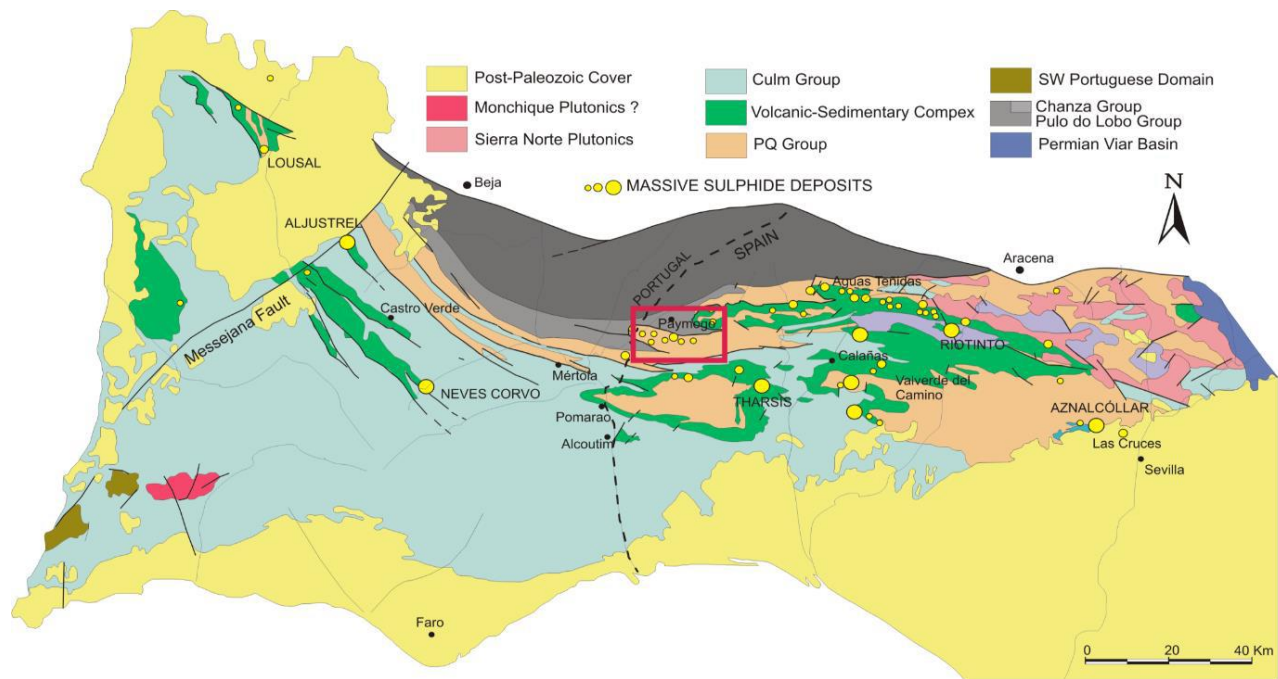 Post-Paleozoic Cover
Monchique Plutonics ?
Sierra Norte Plutonics
Culm Group
Volcanic-Sedimentary Compex
PQ Group
SW Portuguese Domain
Chanza Group
Pulo do Lobo Group
Permian Viar Basin
MASSIVE SULPHIDE DEPOSITS
N
LOUSAL
Beja
ALJUSTREL
SPAIN
PORTUGAL
Aracena
Aguas Teñidas
Messejana Fault
Castro Verde
Paymogo
RIOTINTO
Calañas
Mértola
NEVES CORVO
THARSIS
Valverde del
Camino
Pomarao
AZNALCÓLLAR
Alcoutim
Las Cruces
Sevilla
Faro
0 20 40 Km